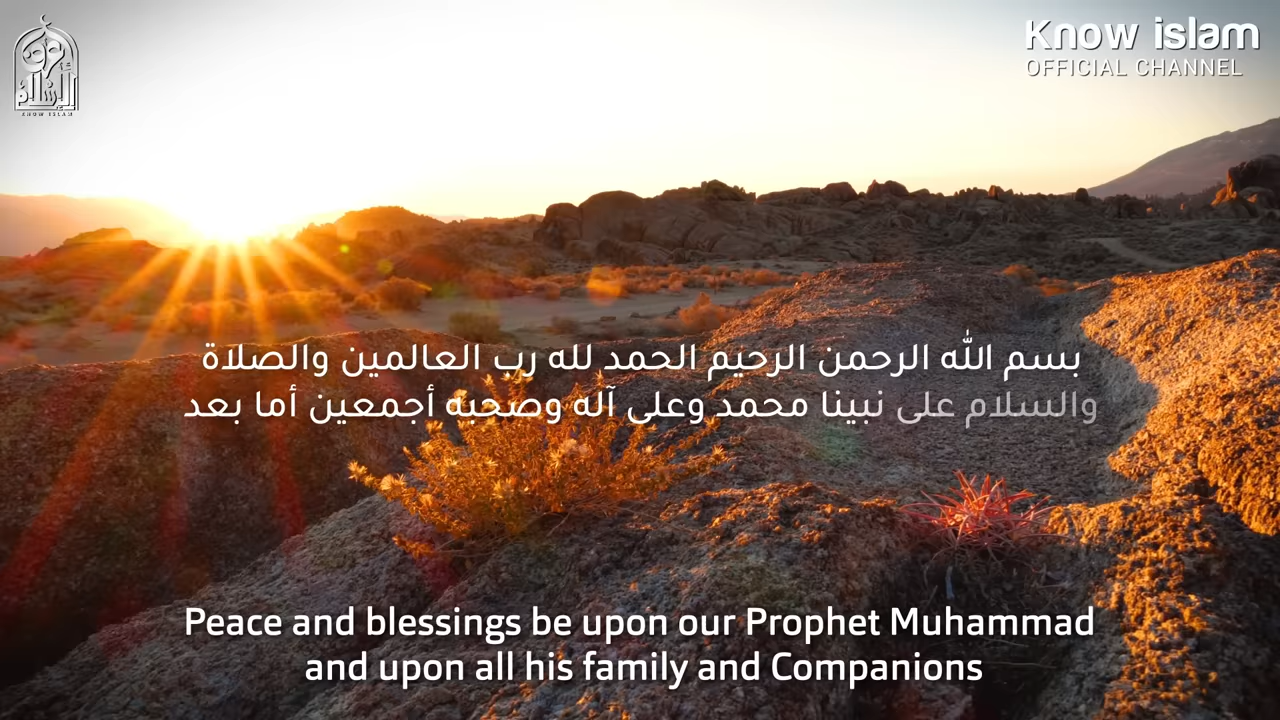 Know islam
OFFICIAL CHANNEL
KNOW ISLAM
بسم الله الرحمن الرحيم الحمد لله رب العالمين والصلاة
والسلام على نبينا محمد وعلى آله وصحبه أجمعين أما بعد
Peace and blessings be upon our Prophet Muhammad
and upon all his family and Companions